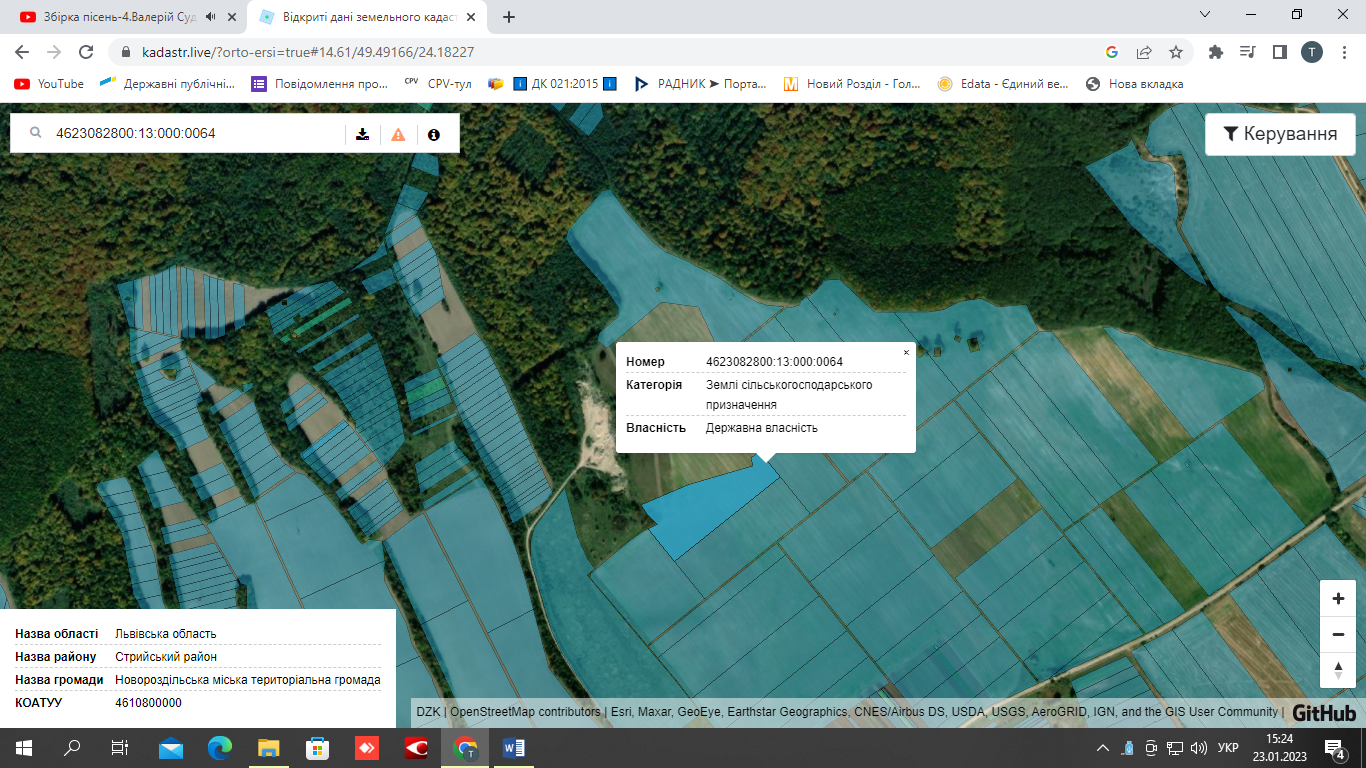 Збірка пісень-4.Валерій Суд
Відкриті дані земельного кадаст
kadastr.live/?orto-ersi=true#14.61/49.49166/24.18227
T
YouTube
Державні публічні...
Повідомлення про...
CPV CPV-тул
ДК 021:2015
РАДНИК ➤ Порта...
Новий Розділ - Гол...
Edata - Єдиний ве...
Нова вкладка
4623082800:13:000:0064
Керування
Номер 4623082800:13:000:0064
Категорія Землі сільськогосподарського
призначення
Власність Державна власність
Назва області Львівська область
Назва району Стрийський район
Назва громади Новороздільська міська територіальна громада
КОАТУУ 4610800000
DZK | OpenStreetMap contributors | Esri, Maxar, GeoEye, Earthstar Geographics, CNES/Airbus DS, USDA, USGS, AeroGRID, IGN, and the GIS User Community | GitHub
УКР
15:24
23.01.2023
4